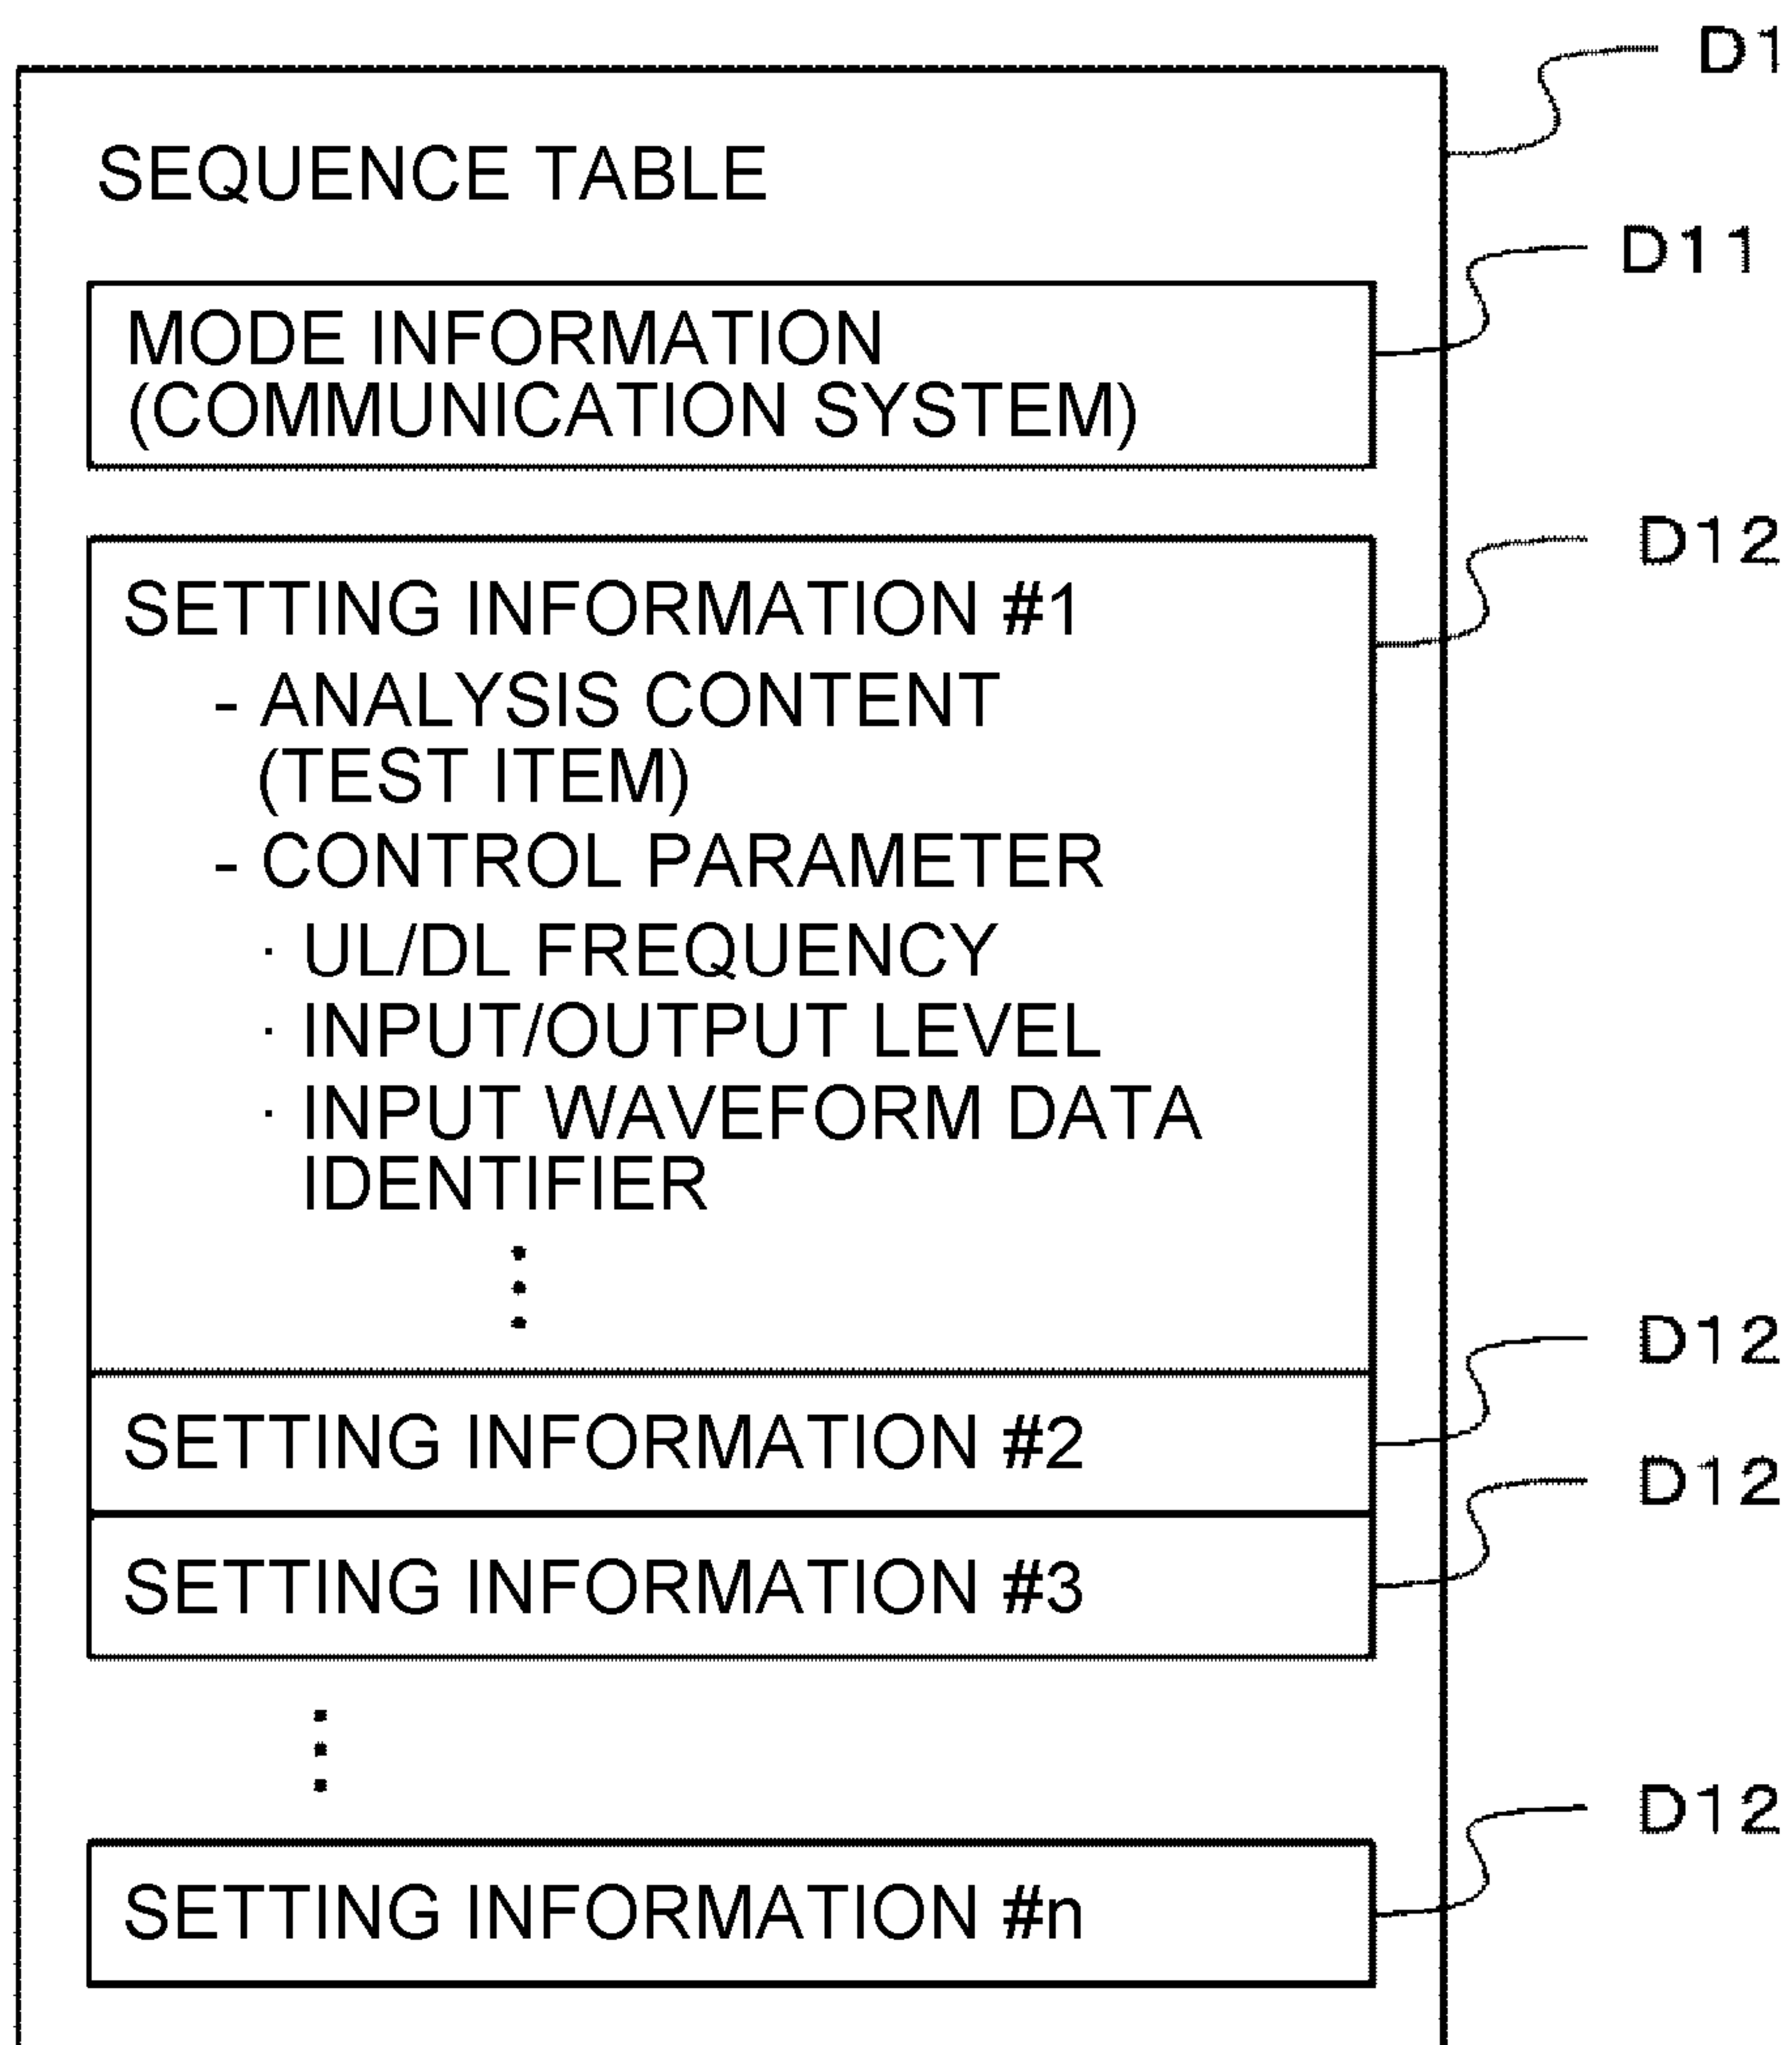 D1
SEQUENCE TABLE
D11
MODE INFORMATION
(COMMUNICATION SYSTEM)
D12
SETTING INFORMATION #1
- ANALYSIS CONTENT
(TEST ITEM)
- CONTROL PARAMETER
· UL/DL FREQUENCY
· INPUT/OUTPUT LEVEL
· INPUT WAVEFORM DATA
IDENTIFIER
D12
SETTING INFORMATION #2
D12
SETTING INFORMATION #3
D12
SETTING INFORMATION #n